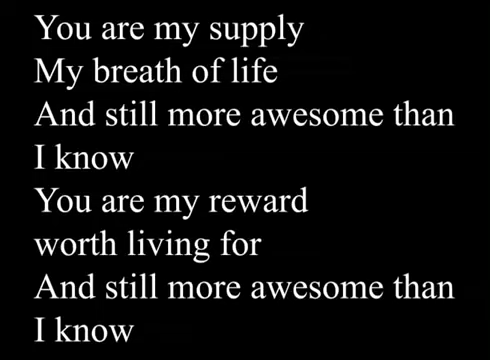 You are my supply
My breath of life
And still more awesome than
I know
You are my reward
worth living for
And still more awesome than
I know